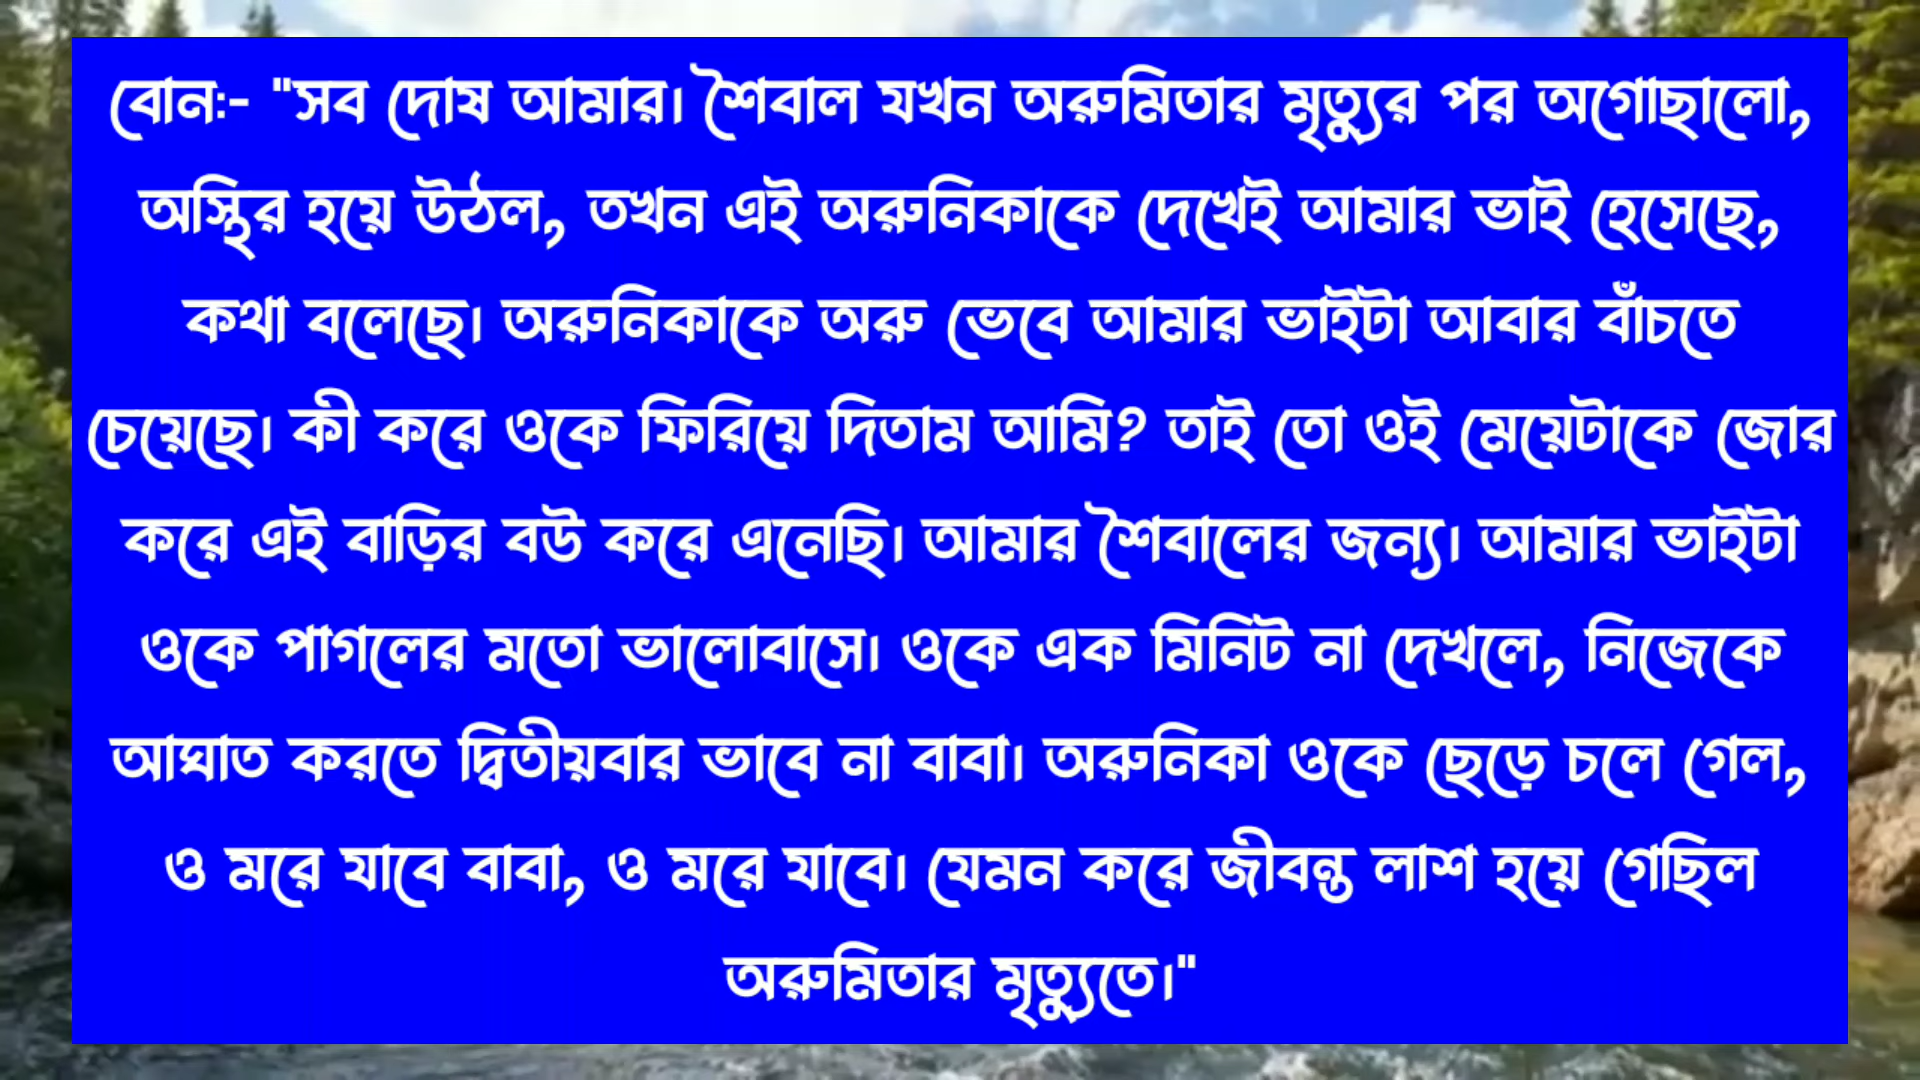 বোনঃ- "সব দোষ আমার। শৈবাল যখন অরুমিতার মৃত্যুর পর অগোছালো,
অস্থির হয়ে উঠল, তখন এই অরুনিকাকে দেখেই আমার ভাই হেসেছে,
কথা বলেছে। অরুনিকাকে অরু ভেবে আমার ভাইটা আবার বাঁচতে
চেয়েছে। কী করে ওকে ফিরিয়ে দিতাম আমি? তাই তো ওই মেয়েটাকে জোর
করে এই বাড়ির বউ করে এনেছি। আমার শৈবালের জন্য। আমার ভাইটা
ওকে পাগলের মতো ভালোবাসে। ওকে এক মিনিট না দেখলে, নিজেকে
আঘাত করতে দ্বিতীয়বার ভাবে না বাবা। অরুনিকা ওকে ছেড়ে চলে গেল,
ও মরে যাবে বাবা, ও মরে যাবে। যেমন করে জীবন্ত লাশ হয়ে গেছিল
অরুমিতার মৃত্যুতে।"